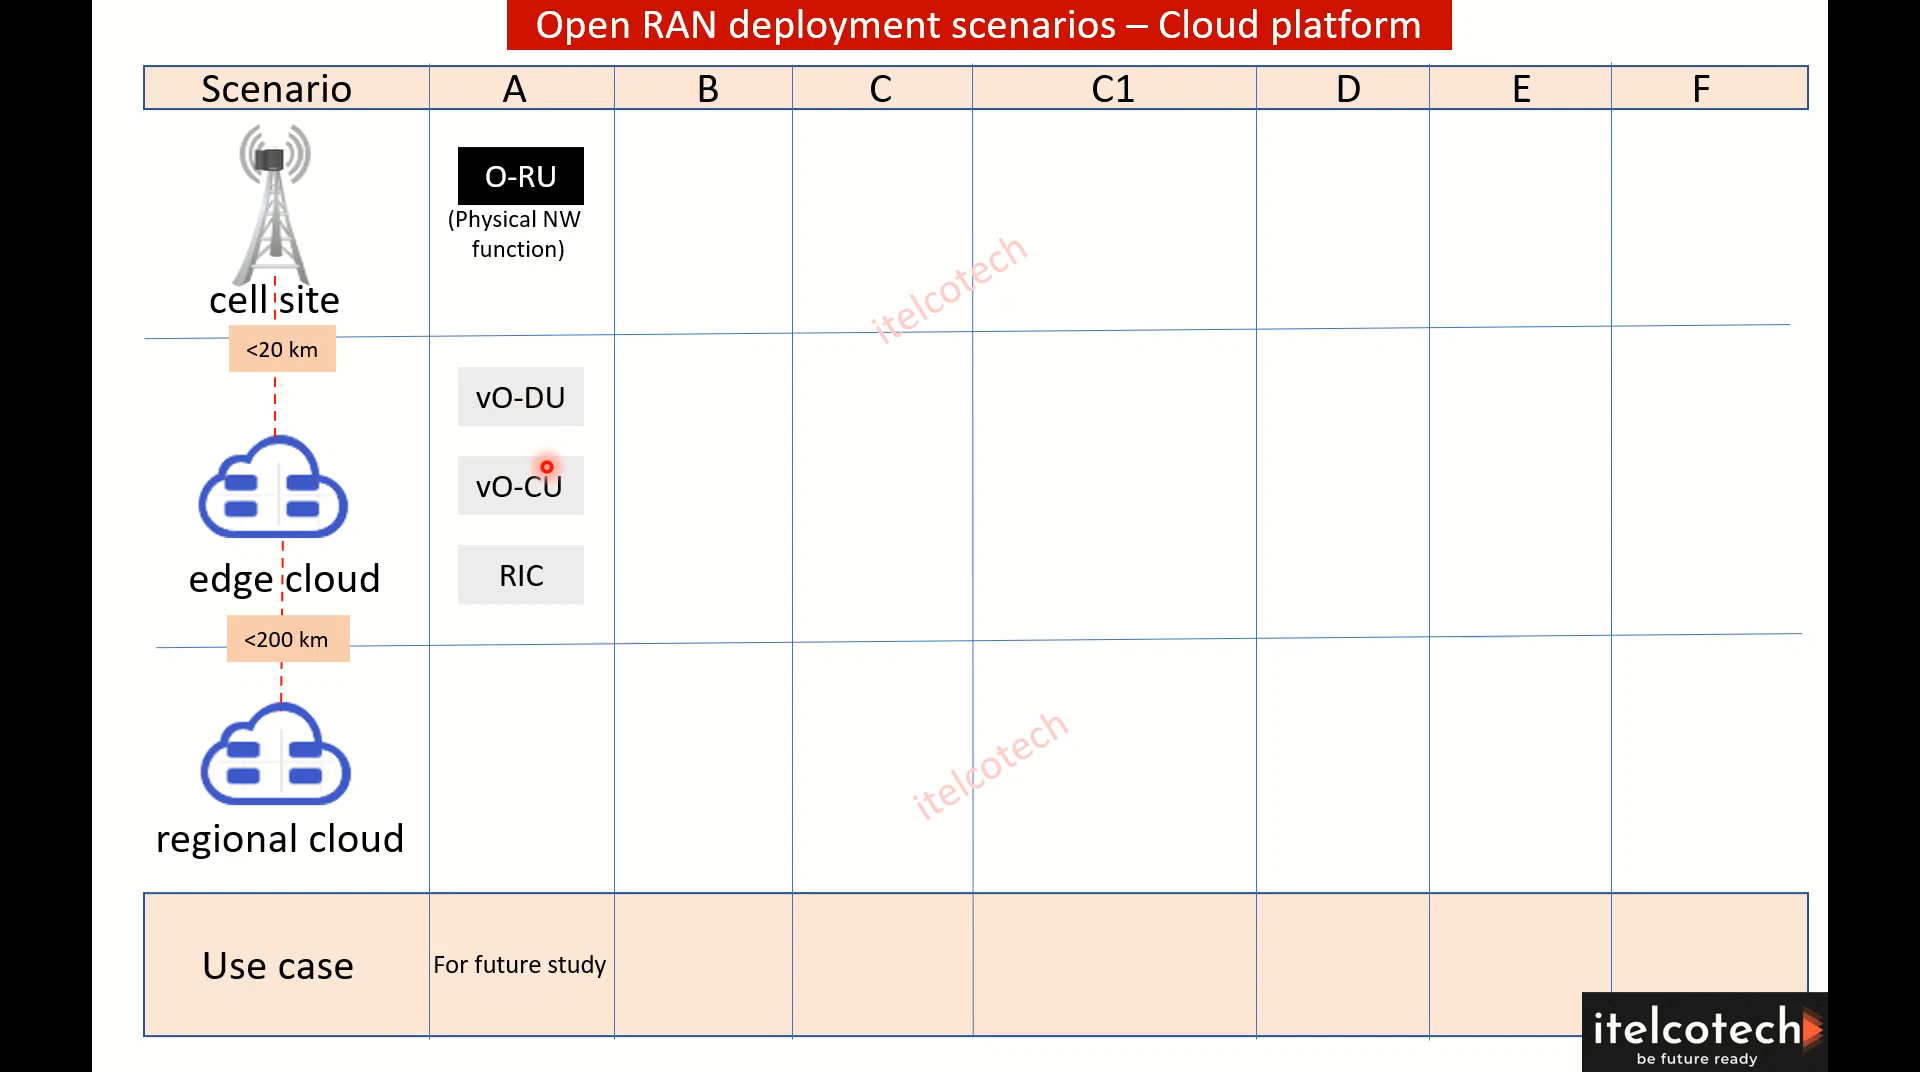 Open RAN deployment scenarios – Cloud platform
Scenario A B C C1 D E F
O-RU
(Physical NW
function)
cell site
<20 km
vO-DU
vO-CU
RIC
edge cloud
<200 km
regional cloud
itelcotech
itelcotech
Use case
For future study
itelcotech
be future ready